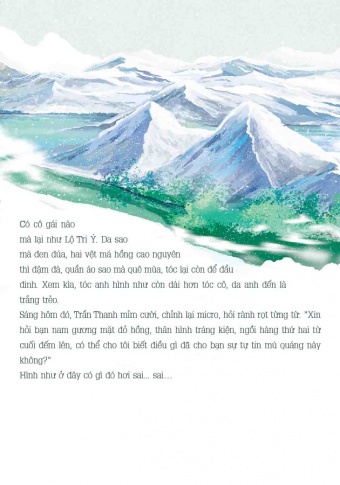 Có cô gái nào
mà lại như Lộ Tri Ý. Da sao
mà đen đúa, hai vệt má hồng cao nguyên
thì đậm đà, quần áo sao mà quê mùa, tóc lại còn để đầu
đinh. Xem kìa, tóc anh hình như còn dài hơn tóc cô, da anh đến là
trắng trẻo.
Sáng hôm đó, Trần Thanh mỉm cười, chỉnh lại micro, hỏi rành rọt từng từ: "Xin
hỏi bạn nam gương mặt đỏ hồng, thân hình tráng kiện, ngồi hàng thứ hai từ
cuối đếm lên, có thể cho tôi biết điều gì đã cho bạn sự tự tin mù quáng này
không?"
Hình như ở đây có gì đó hơi sai... sai....